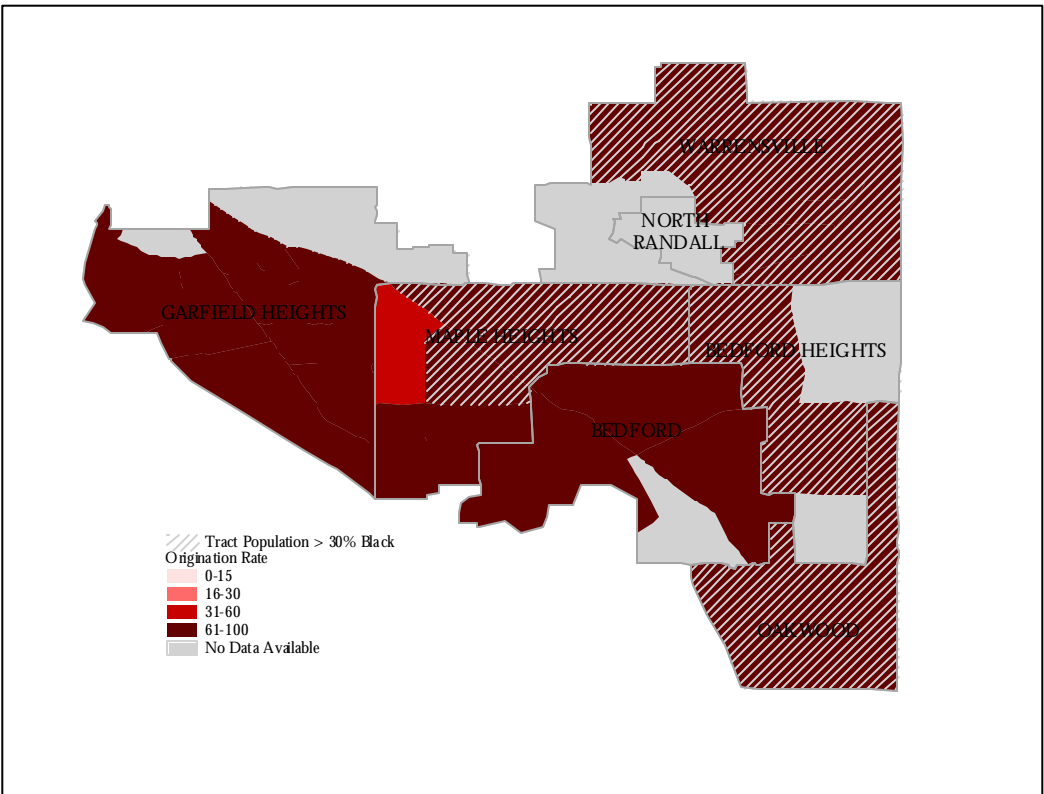 WARRENSVILLE
NORTH
RANDALL
GARFIELD HEIGHTS
MAPLE HEIGHTS
BEDFORD HEIGHTS
BEDFORD
OAKWOOD
Tract Population > 30% Black
Origination Rate
0-15
16-30
31-60
61-100
No Data Available